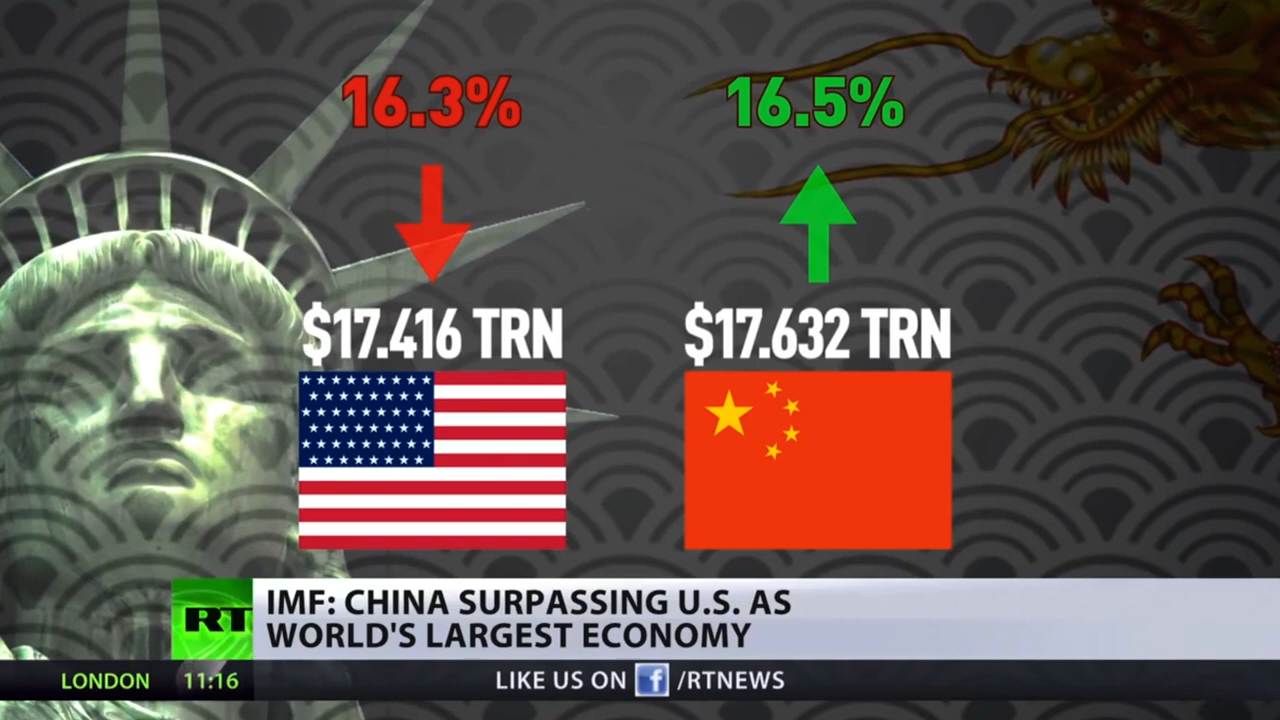 16.3%
16.5%
$17.416 TRN
$17.632 TRN
RT
IMF: CHINA SURPASSING U.S. AS
WORLD'S LARGEST ECONOMY
LONDON 11:16
LIKE US ON f /RTNEWS